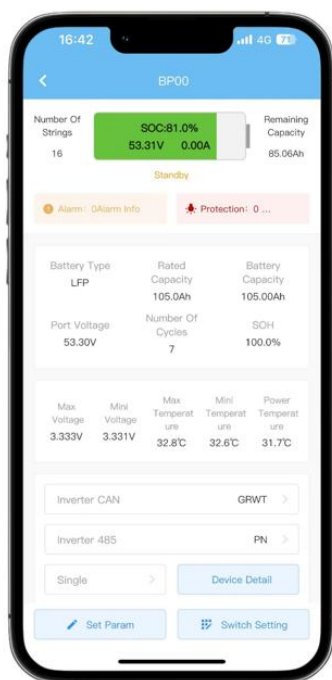 16:42
4G 71
BP00
Number Of
Strings
16
SOC:81.0%
53.31V 0.00A
Remaining
Capacity
85.06Ah
Standby
Alarm: 0Alarm Info
Protection: 0 ...
Battery Type
LFP
Rated
Capacity
105.0Ah
Battery
Capacity
105.00Ah
Port Voltage
53.30V
Number Of
Cycles
7
SOH
100.0%
Max
Voltage
3.333V
Mini
Voltage
3.331V
Max
Temperat
ure
32.8℃
Mini
Temperat
ure
32.6℃
Power
Temperat
ure
31.7℃
Inverter CAN
GRWT
Inverter 485
PN
Single
Device Detail
Set Param
Switch Setting